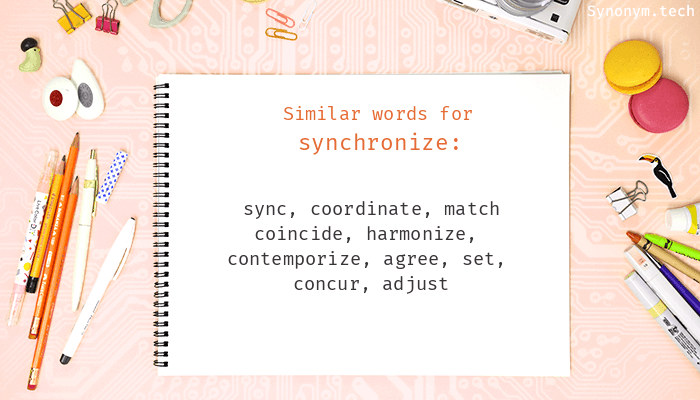 Synonym.tech
Similar words for
synchronize:
sync, coordinate, match
coincide, harmonize,
contemporize, agree, set,
concur, adjust